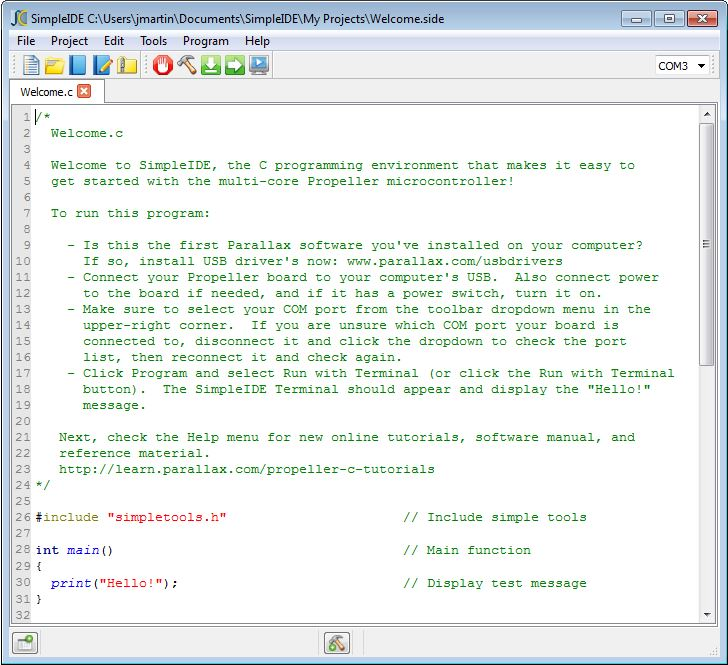 SimpleIDE C:\Users\jmartin\Documents\SimpleIDE\My Projects\Welcome.side
File Project Edit Tools Program Help
COM3
Welcome.c
1 /*
2 Welcome.c
3
4 Welcome to SimpleIDE, the C programming environment that makes it easy to
5 get started with the multi-core Propeller microcontroller!
6
7 To run this program:
8
9 - Is this the first Parallax software you've installed on your computer?
10 If so, install USB driver's now: www.parallax.com/usbdrivers
11 - Connect your Propeller board to your computer's USB.  Also connect power
12 to the board if needed, and if it has a power switch, turn it on.
13 - Make sure to select your COM port from the toolbar dropdown menu in the
14 upper-right corner.  If you are unsure which COM port your board is
15 connected to, disconnect it and click the dropdown to check the port
16 list, then reconnect it and check again.
17 - Click Program and select Run with Terminal (or click the Run with Terminal
18 button).  The SimpleIDE Terminal should appear and display the "Hello!"
19 message.
20
21 Next, check the Help menu for new online tutorials, software manual, and
22 reference material.
23 http://learn.parallax.com/propeller-c-tutorials
24 */
25
26 #include "simpletools.h" // Include simple tools
27
28 int main() // Main function
29 {
30 print("Hello!"); // Display test message
31 }
32